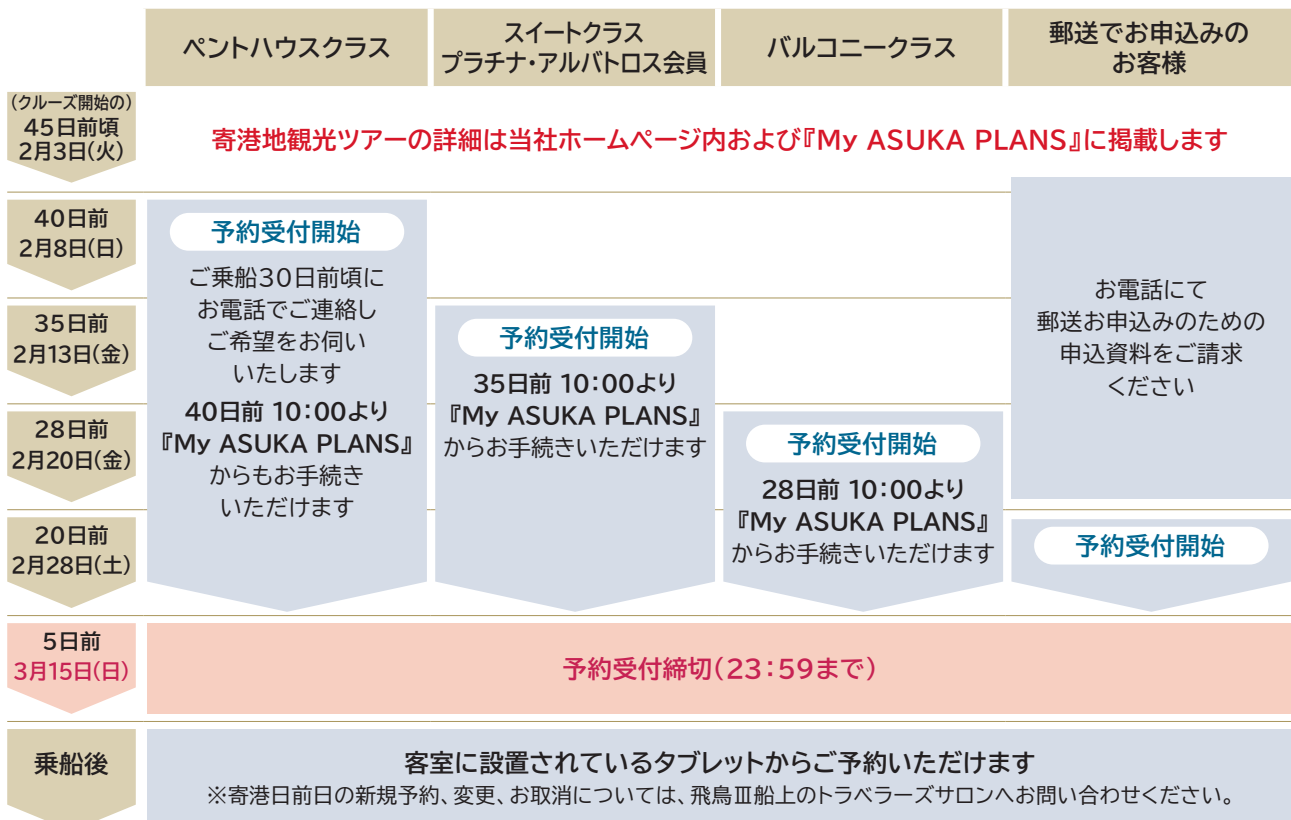 ペントハウスクラス
スイートクラス
プラチナ・アルバトロス会員
バルコニークラス
郵送でお申込みの
お客様
(クルーズ開始の)
45日前頃
2月3日(火)
寄港地観光ツアーの詳細は当社ホームページ内および『My ASUKA PLANS』に掲載します
40日前
2月8日(日)
35日前
2月13日(金)
28日前
2月20日(金)
20日前
2月28日(土)
予約受付開始
ご乗船30日前頃に
お電話でご連絡し
ご希望をお伺い
いたします
40日前 10:00より
『My ASUKA PLANS』
からもお手続き
いただけます
予約受付開始
35日前 10:00より
『My ASUKA PLANS』
からお手続きいただけます
予約受付開始
28日前 10:00より
『My ASUKA PLANS』
からお手続きいただけます
お電話にて
郵送お申込みのための
申込資料をご請求
ください
予約受付開始
5日前
3月15日(日)
予約受付締切(23:59まで)
乗船後
客室に設置されているタブレットからご予約いただけます
※寄港日前日の新規予約、変更、お取消については、飛鳥Ⅲ船上のトラベラーズサロンへお問い合わせください。